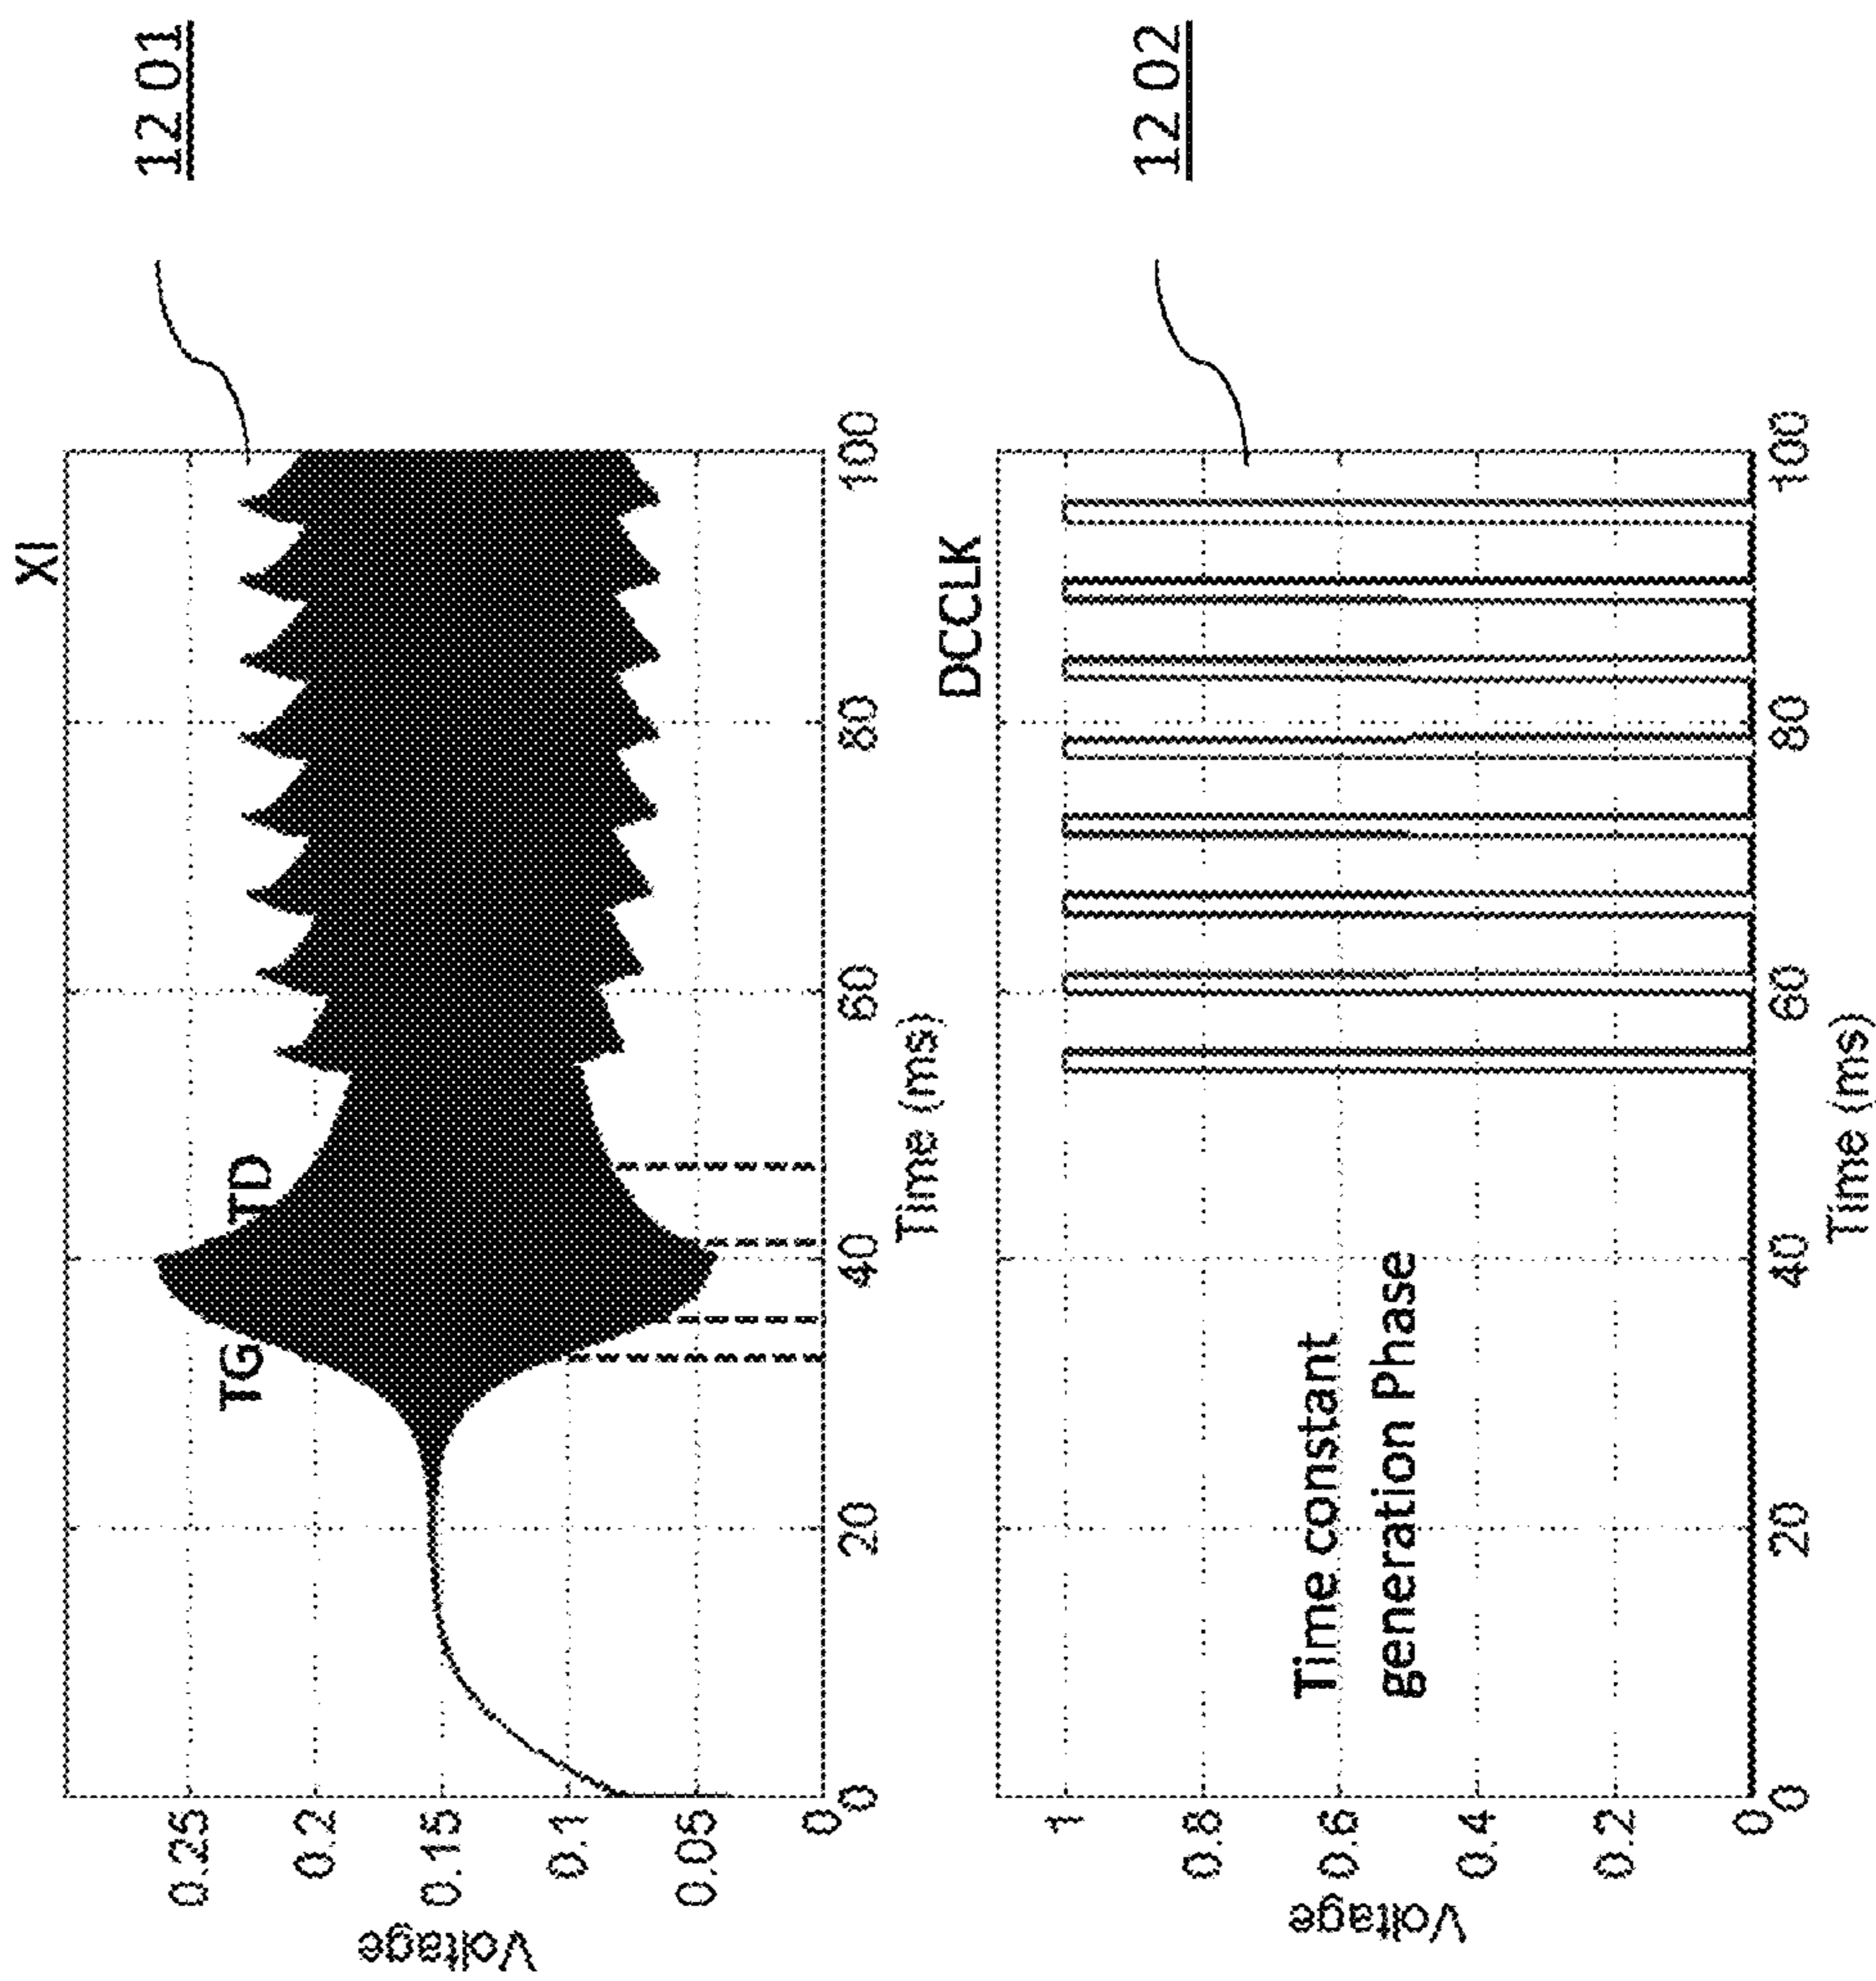 XI
12 01
0.25
0.2
0.15
0.1
0.05
0
Voltage
TG
TD
0
20
40
60
80
100
Time (ms)
DCCLK
12 02
1
0.8
0.6
0.4
0.2
0
Voltage
Time constant
generation Phase
0
20
40
60
80
100
Time (ms)